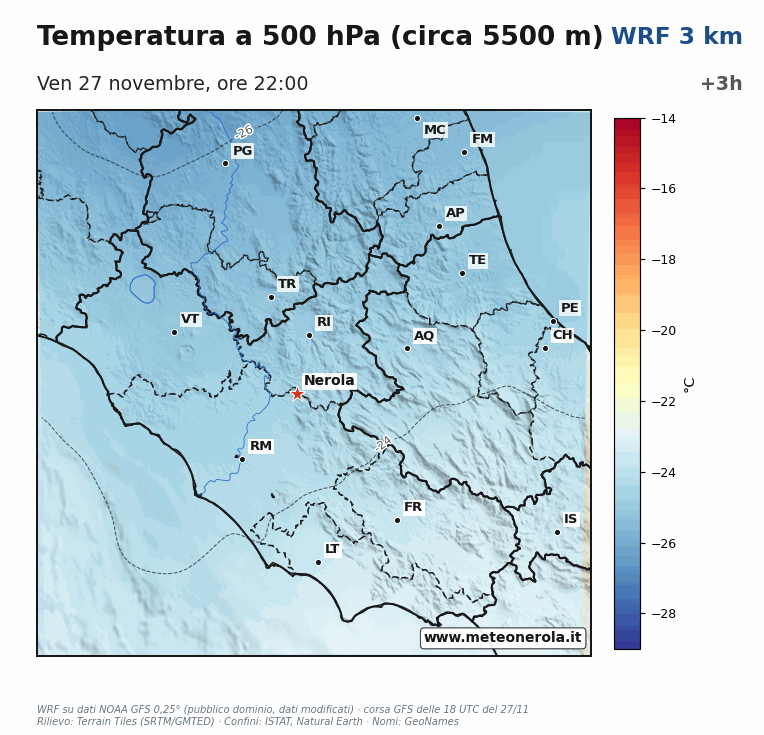 Temperatura a 500 hPa (circa 5500 m) WRF 3 km
Ven 27 novembre, ore 22:00 +3h
-26
MC
FM
PG
AP
TE
TR
PE
VT
RI
AQ
CH
Nerola
-24
RM
FR
IS
LT
www.meteonerola.it
−14
−16
−18
−20
−22
−24
−26
−28
°C
WRF su dati NOAA GFS 0,25° (pubblico dominio, dati modificati) · corsa GFS delle 18 UTC del 27/11
Rilievo: Terrain Tiles (SRTM/GMTED) · Confini: ISTAT, Natural Earth · Nomi: GeoNames